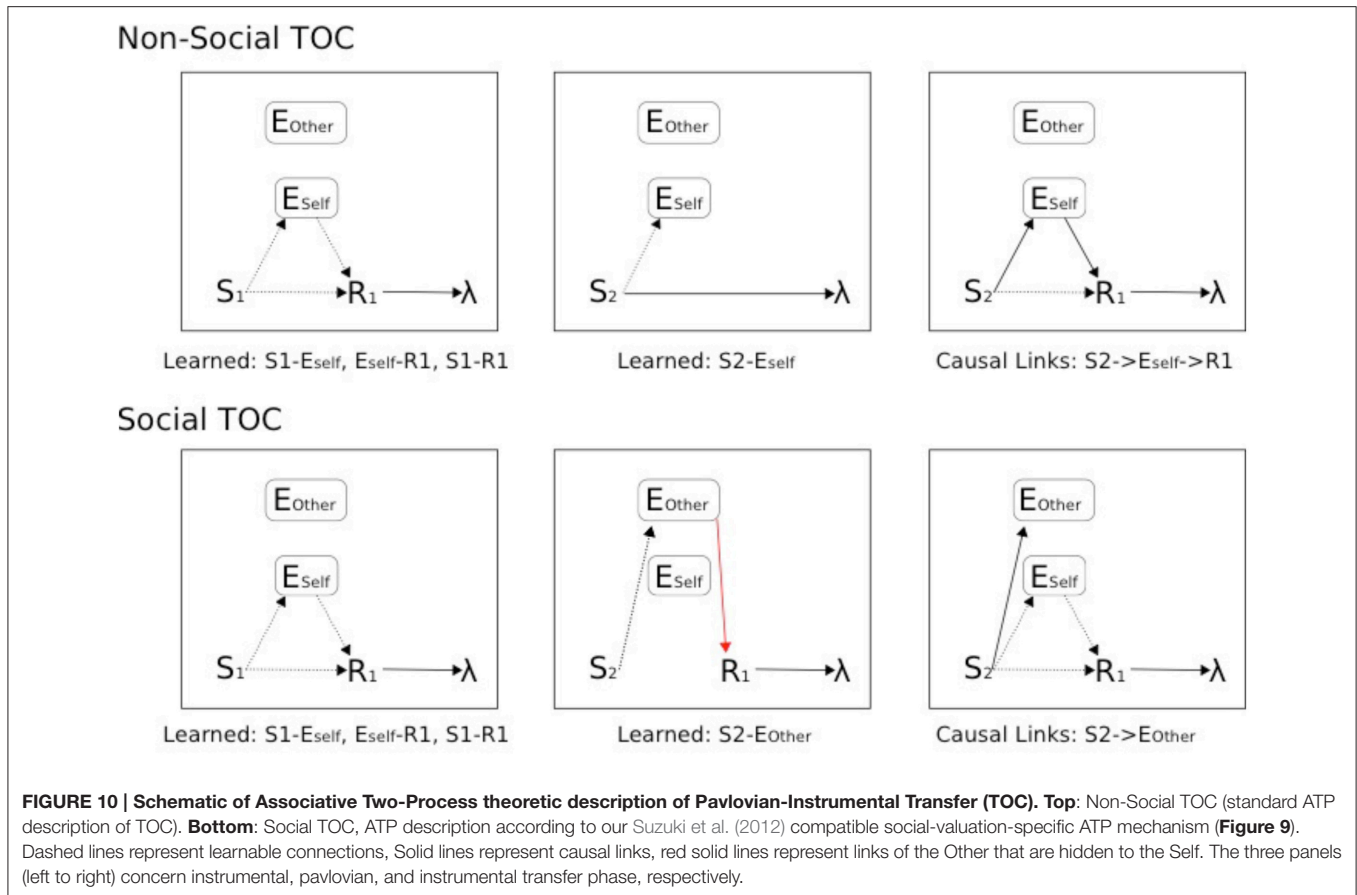 Non-Social TOC
EOther
EOther
EOther
ESelf
ESelf
ESelf
S1
R1
λ
S2
λ
S2
R1
λ
Learned: S1-Eself, Eself-R1, S1-R1
Learned: S2-Eself
Causal Links: S2->Eself->R1
Social TOC
EOther
EOther
EOther
ESelf
ESelf
ESelf
S1
R1
λ
S2
R1
λ
S2
R1
λ
Learned: S1-Eself, Eself-R1, S1-R1
Learned: S2-EOther
Causal Links: S2->EOther
FIGURE 10 | Schematic of Associative Two-Process theoretic description of Pavlovian-Instrumental Transfer (TOC). Top: Non-Social TOC (standard ATP
description of TOC). Bottom: Social TOC, ATP description according to our Suzuki et al. (2012) compatible social-valuation-specific ATP mechanism (Figure 9).
Dashed lines represent learnable connections, Solid lines represent causal links, red solid lines represent links of the Other that are hidden to the Self. The three panels
(left to right) concern instrumental, pavlovian, and instrumental transfer phase, respectively.